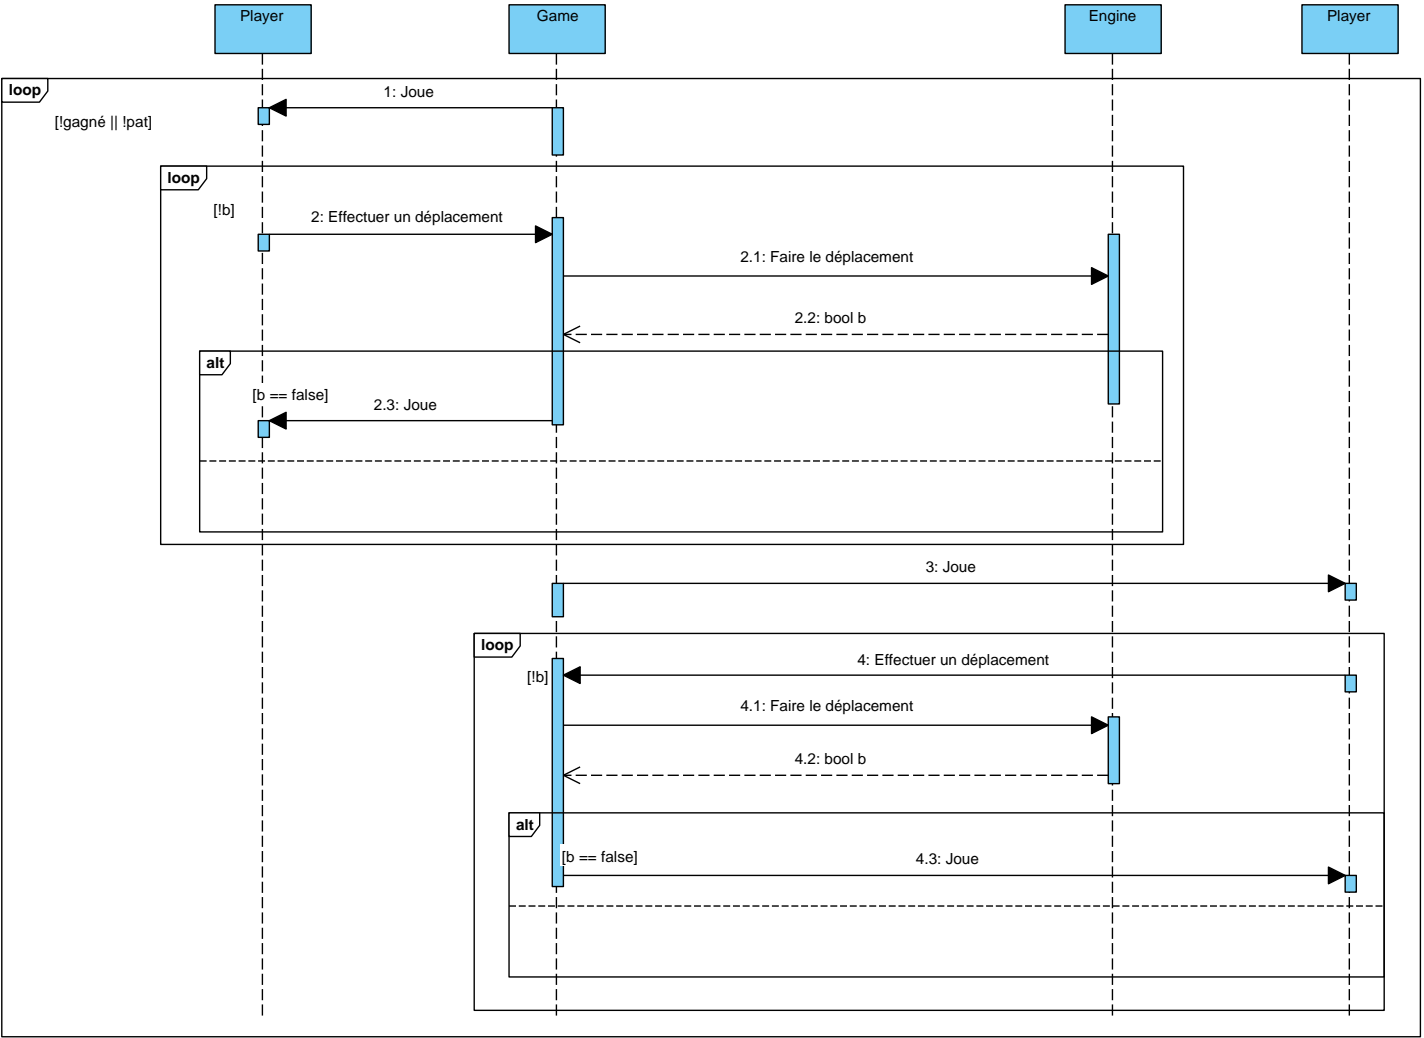 Player
Game
Engine
Player
loop
1: Joue
[!gagné || !pat]
loop
[!b]
2: Effectuer un déplacement
2.1: Faire le déplacement
2.2: bool b
alt
[b == false]
2.3: Joue
3: Joue
loop
4: Effectuer un déplacement
[!b]
4.1: Faire le déplacement
4.2: bool b
alt
[b == false]
4.3: Joue